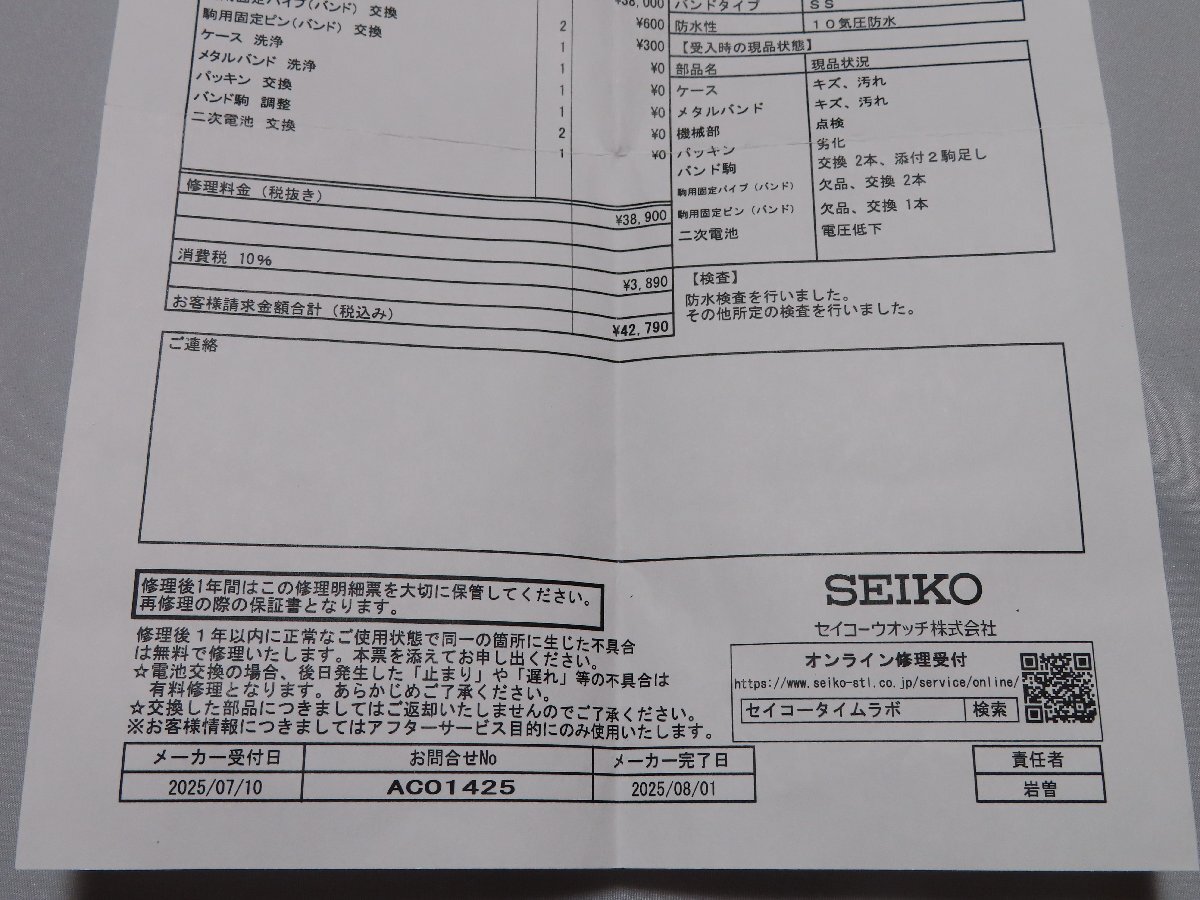 固定パイプ(バンド) 交換
駒用固定ピン(バンド) 交換 2 ¥600
ケース 洗浄 1 ¥300
メタルバンド 洗浄 1 ¥0
パッキン 交換 1 ¥0
バンド駒 調整 1 ¥0
二次電池 交換 2 ¥0
1 ¥0
修理料金 (税抜き) ¥38,900
消費税 10% ¥3,890
お客様請求金額合計 (税込み) ¥42,790
¥38,000
バンドタイプ SS
防水性 10気圧防水
【受入時の現品状態】
部品名 現品状況
ケース キズ、汚れ
メタルバンド キズ、汚れ
機械部 点検
パッキン 劣化
バンド駒 交換 2本、添付2駒足し
駒用固定パイプ (バンド) 欠品、交換 2本
駒用固定ピン (バンド) 欠品、交換 1本
二次電池 電圧低下
【検査】
防水検査を行いました。
その他所定の検査を行いました。
ご連絡
修理後1年間はこの修理明細票を大切に保管してください。
再修理の際の保証書となります。
修理後1年以内に正常なご使用状態で同一の箇所に生じた不具合
は無料で修理いたします。本票を添えてお申し出ください。
☆電池交換の場合、後日発生した「止まり」や「遅れ」等の不具合は
有料修理となります。あらかじめご了承ください。
☆交換した部品につきましてはご返却いたしませんのでご了承ください。
※お客様情報につきましてはアフターサービス目的にのみ使用いたします。
SEIKO
セイコーウオッチ株式会社
オンライン修理受付
https://www.seiko-stl.co.jp/service/online/
セイコータイムラボ 検索
メーカー受付日 お問合せNo メーカー完了日
2025/07/10 AC01425 2025/08/01
責任者
岩曽